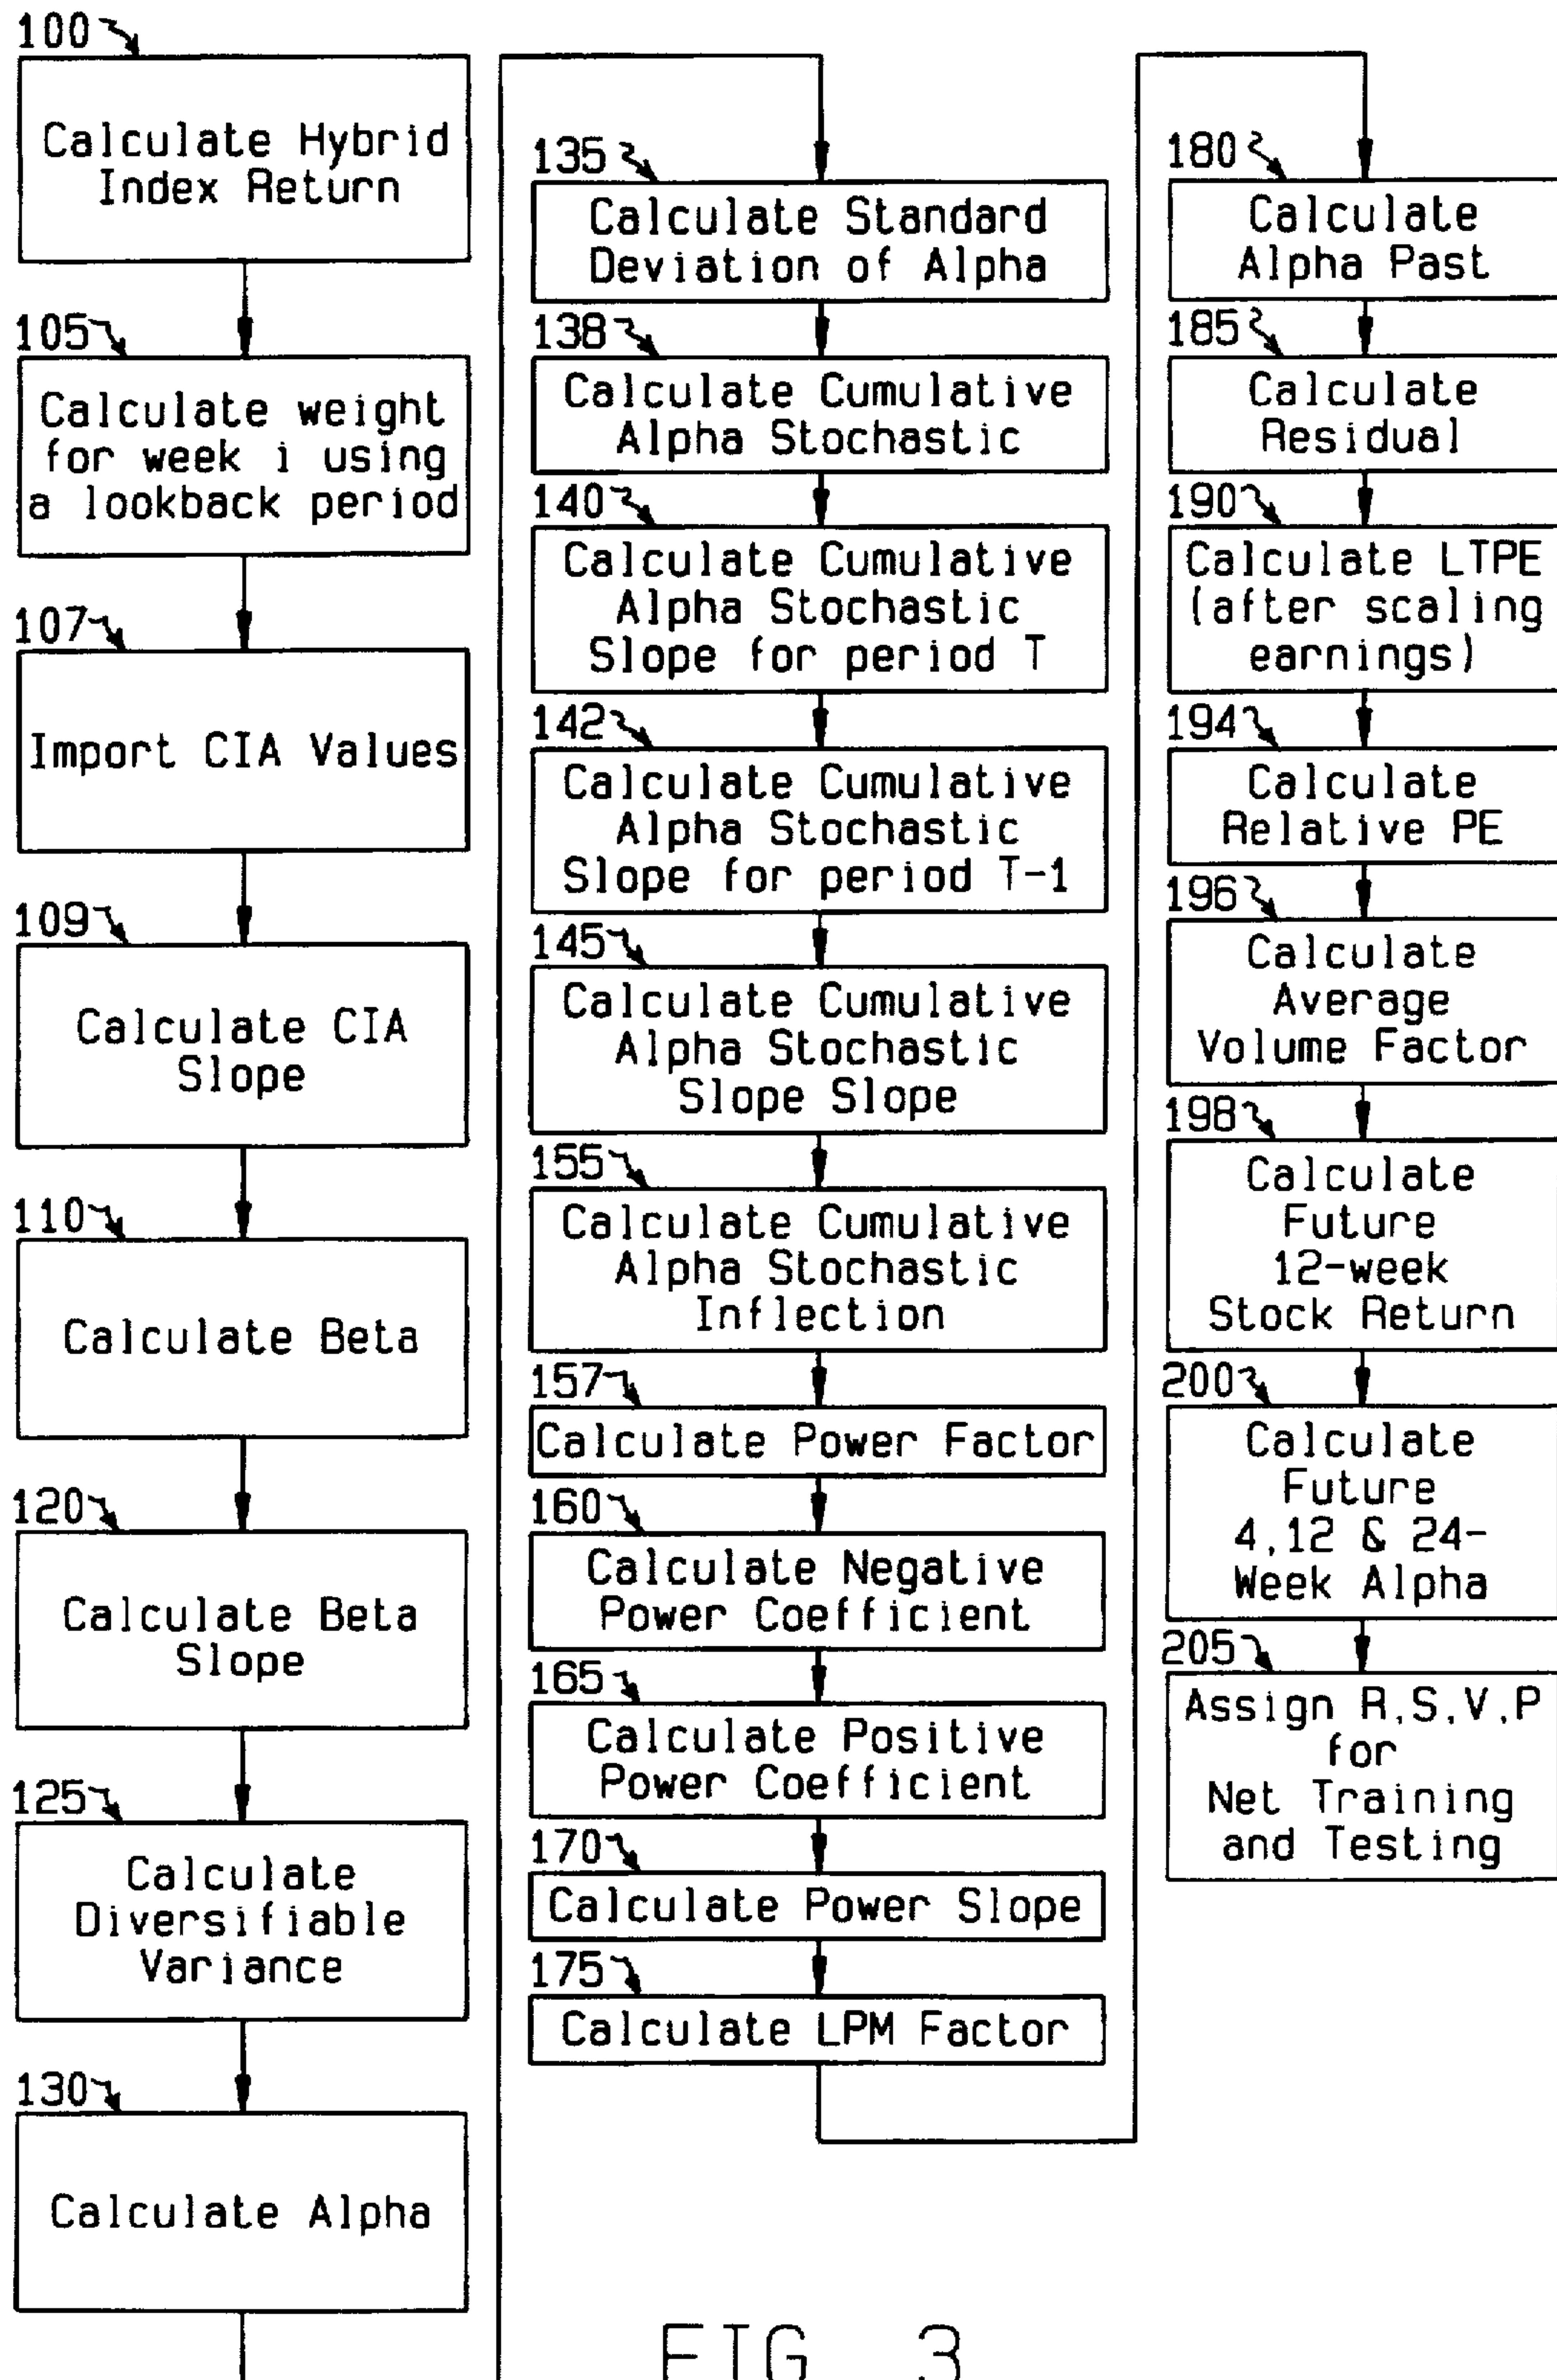 100
Calculate Hybrid
Index Return
105
Calculate weight
for week i using
a lookback period
107
Import CIA Values
109
Calculate CIA
Slope
110
Calculate Beta
120
Calculate Beta
Slope
125
Calculate
Diversifiable
Variance
130
Calculate Alpha
135
Calculate Standard
Deviation of Alpha
138
Calculate Cumulative
Alpha Stochastic
140
Calculate Cumulative
Alpha Stochastic
Slope for period T
142
Calculate Cumulative
Alpha Stochastic
Slope for period T-1
145
Calculate Cumulative
Alpha Stochastic
Slope Slope
155
Calculate Cumulative
Alpha Stochastic
Inflection
157
Calculate Power Factor
160
Calculate Negative
Power Coefficient
165
Calculate Positive
Power Coefficient
170
Calculate Power Slope
175
Calculate LPM Factor
180
Calculate
Alpha Past
185
Calculate
Residual
190
Calculate LTPE
(after scaling
earnings)
194
Calculate
Relative PE
196
Calculate
Average
Volume Factor
198
Calculate
Future
12-week
Stock Return
200
Calculate
Future
4,12 & 24-
Week Alpha
205
Assign R,S,V,P
for
Net Training
and Testing
FIG. 3